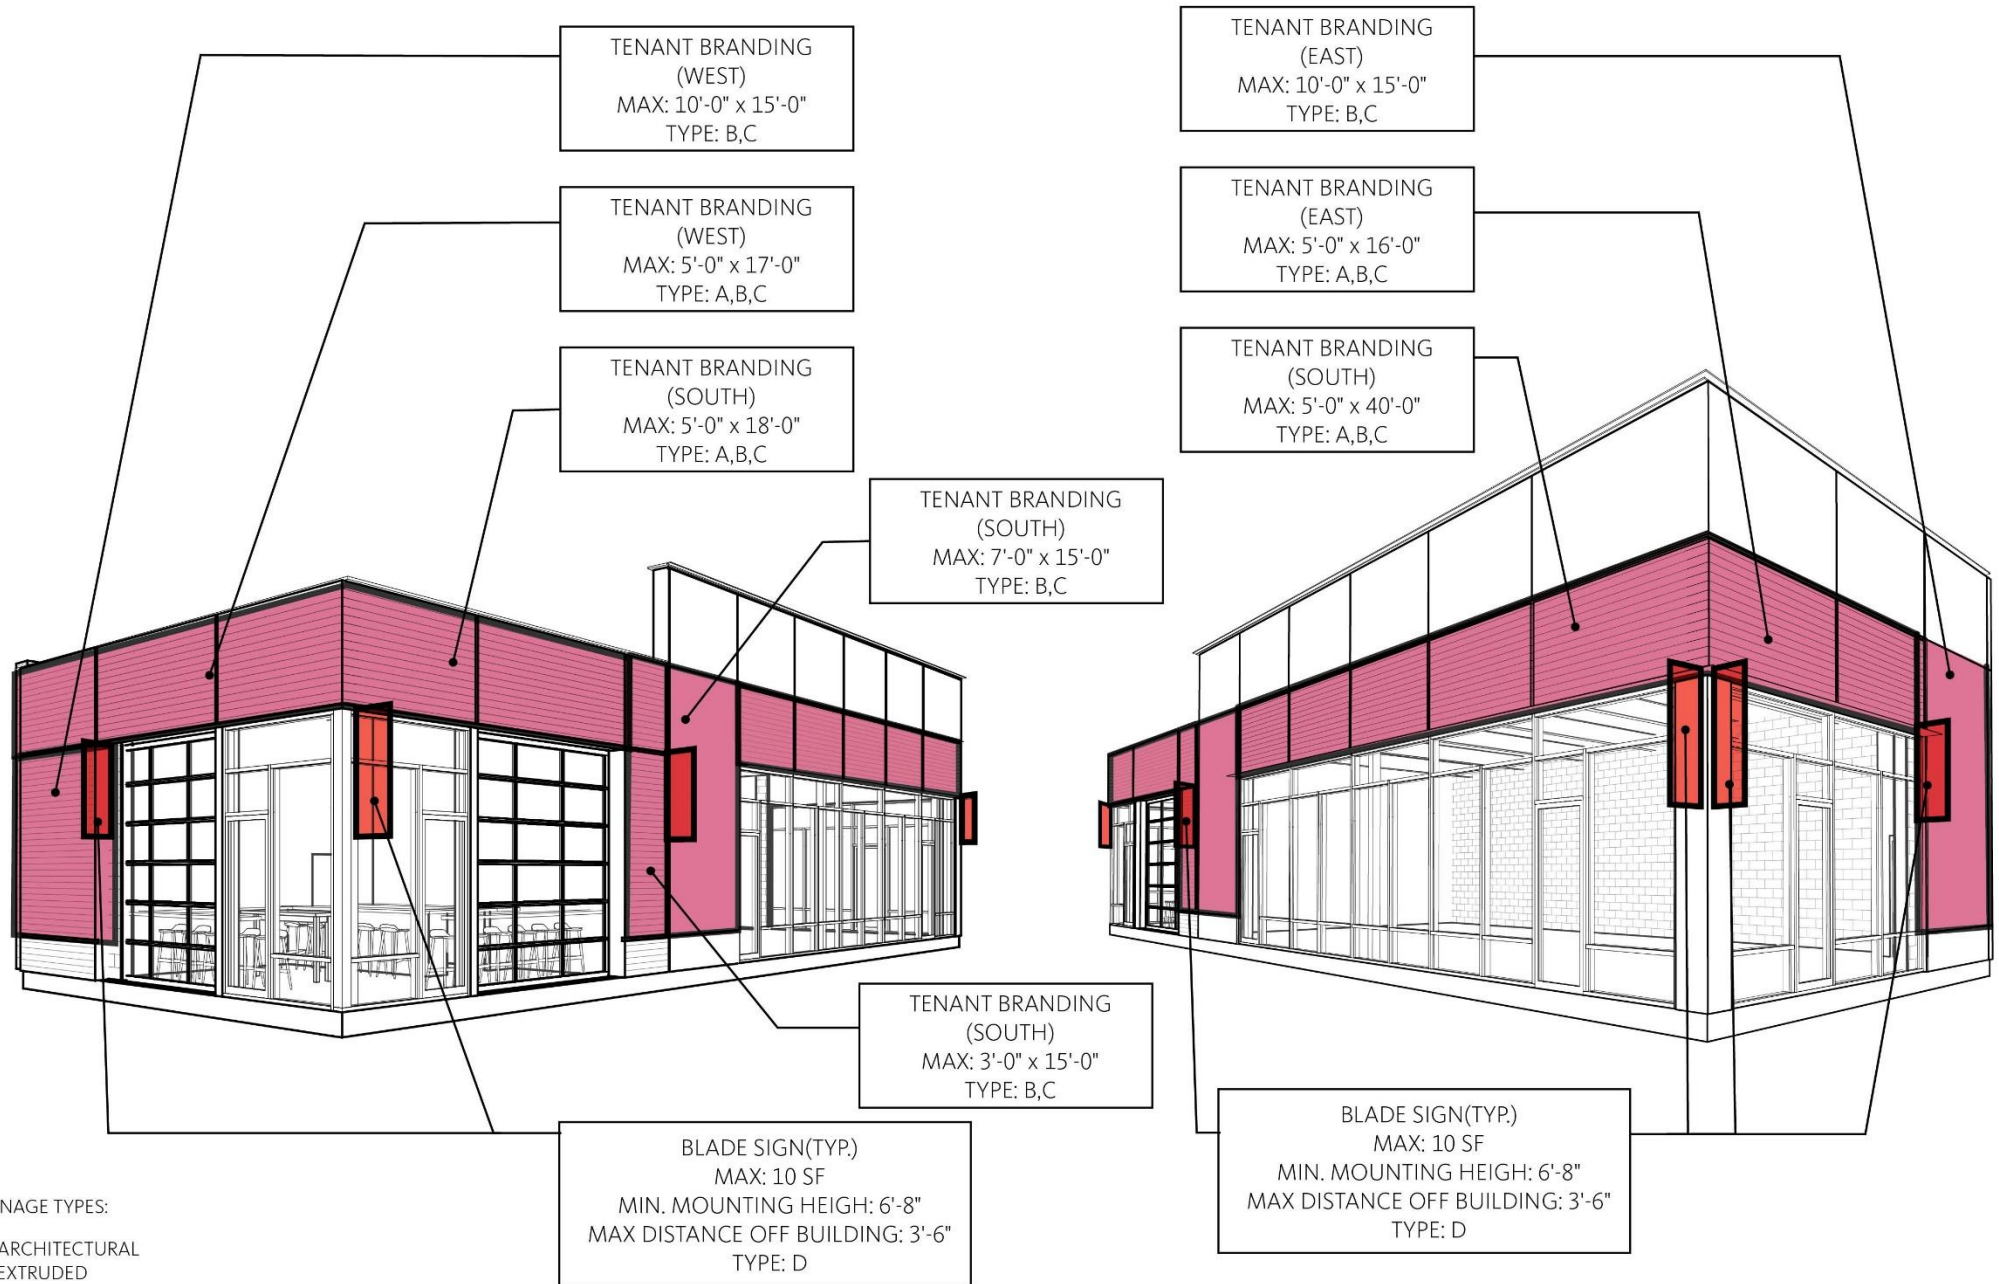 TENANT BRANDING
(WEST)
MAX: 10'-0" x 15'-0"
TYPE: B,C
TENANT BRANDING
(WEST)
MAX: 5'-0" x 17'-0"
TYPE: A,B,C
TENANT BRANDING
(SOUTH)
MAX: 5'-0" x 18'-0"
TYPE: A,B,C
TENANT BRANDING
(SOUTH)
MAX: 7'-0" x 15'-0"
TYPE: B,C
TENANT BRANDING
(EAST)
MAX: 10'-0" x 15'-0"
TYPE: B,C
TENANT BRANDING
(EAST)
MAX: 5'-0" x 16'-0"
TYPE: A,B,C
TENANT BRANDING
(SOUTH)
MAX: 5'-0" x 40'-0"
TYPE: A,B,C
TENANT BRANDING
(SOUTH)
MAX: 3'-0" x 15'-0"
TYPE: B,C
BLADE SIGN(TYP.)
MAX: 10 SF
MIN. MOUNTING HEIGH: 6'-8"
MAX DISTANCE OFF BUILDING: 3'-6"
TYPE: D
BLADE SIGN(TYP.)
MAX: 10 SF
MIN. MOUNTING HEIGH: 6'-8"
MAX DISTANCE OFF BUILDING: 3'-6"
TYPE: D
NAGE TYPES:
ARCHITECTURAL
EXTRUDED